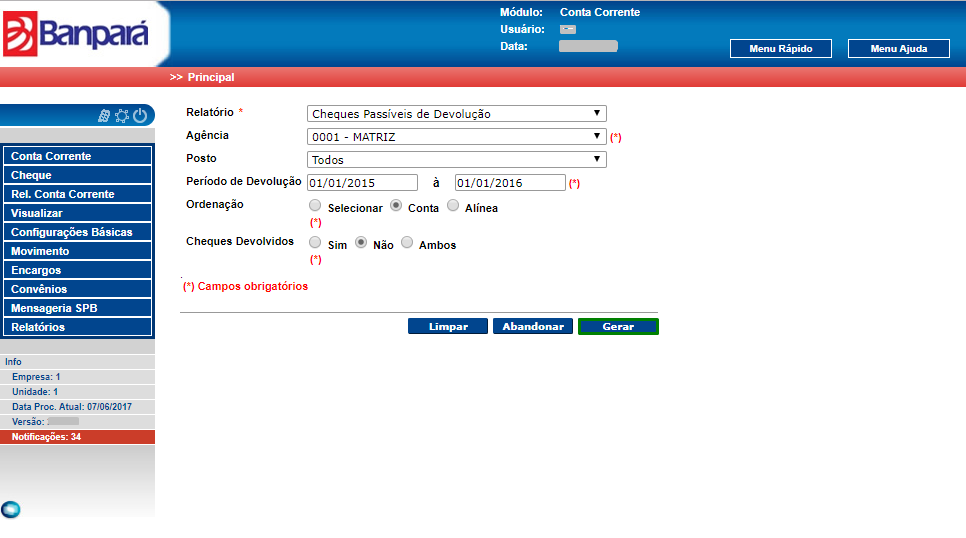 Banpará
Módulo: Conta Corrente
Usuário:
Data:
Menu Rápido Menu Ajuda
>> Principal
Conta Corrente
Cheque
Rel. Conta Corrente
Visualizar
Configurações Básicas
Movimento
Encargos
Convênios
Mensageria SPB
Relatórios
Info
Empresa: 1
Unidade: 1
Data Proc. Atual: 07/06/2017
Versão:
Notificações: 34
Relatório * Cheques Passíveis de Devolução
Agência 0001 - MATRIZ (*)
Posto Todos
Período de Devolução 01/01/2015 à 01/01/2016 (*)
Ordenação Selecionar Conta Alínea
(*)
Cheques Devolvidos Sim Não Ambos
(*)
(*) Campos obrigatórios
Limpar Abandonar Gerar